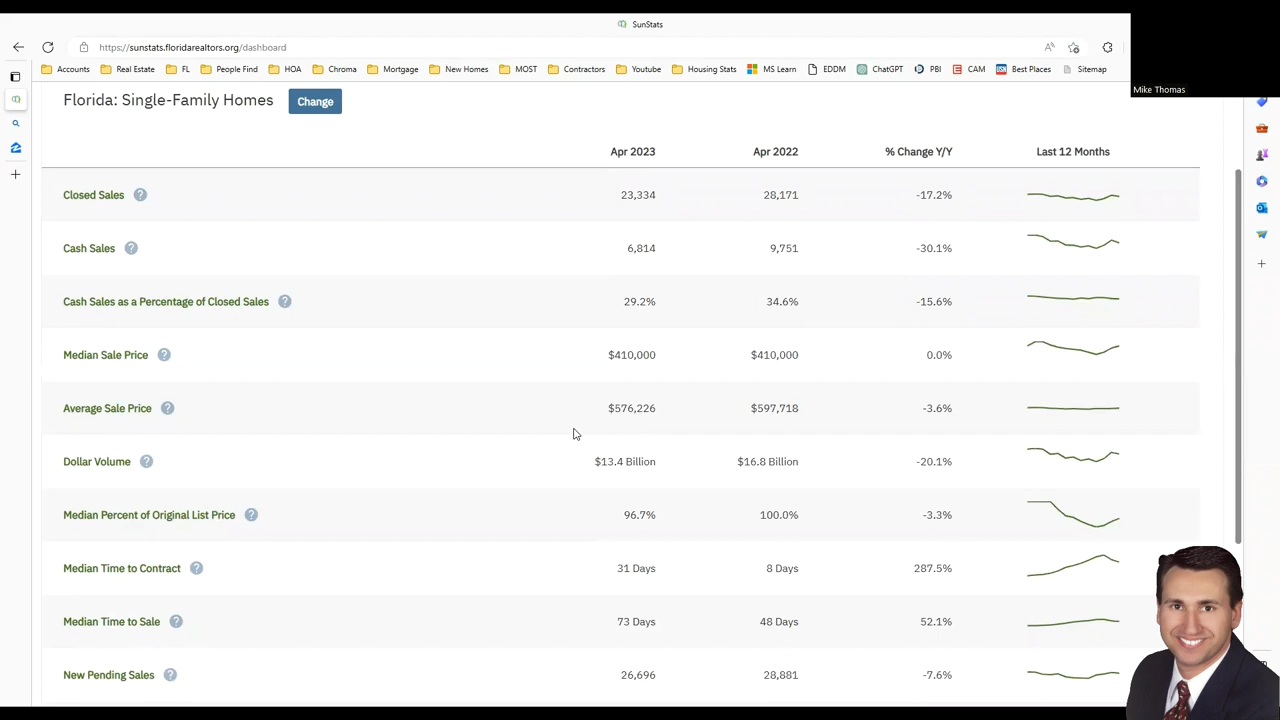 SunStats
https://sunstats.floridarealtors.org/dashboard
Accounts Real Estate FL People Find HOA Chroma Mortgage New Homes MOST Contractors Youtube Housing Stats MS Learn EDDM ChatGPT PBI CAM Best Places Sitemap
Mike Thomas
Florida: Single-Family Homes Change
Apr 2023 Apr 2022 % Change Y/Y Last 12 Months
Closed Sales ? 23,334 28,171 -17.2%
Cash Sales ? 6,814 9,751 -30.1%
Cash Sales as a Percentage of Closed Sales ? 29.2% 34.6% -15.6%
Median Sale Price ? $410,000 $410,000 0.0%
Average Sale Price ? $576,226 $597,718 -3.6%
Dollar Volume ? $13.4 Billion $16.8 Billion -20.1%
Median Percent of Original List Price ? 96.7% 100.0% -3.3%
Median Time to Contract ? 31 Days 8 Days 287.5%
Median Time to Sale ? 73 Days 48 Days 52.1%
New Pending Sales ? 26,696 28,881 -7.6%